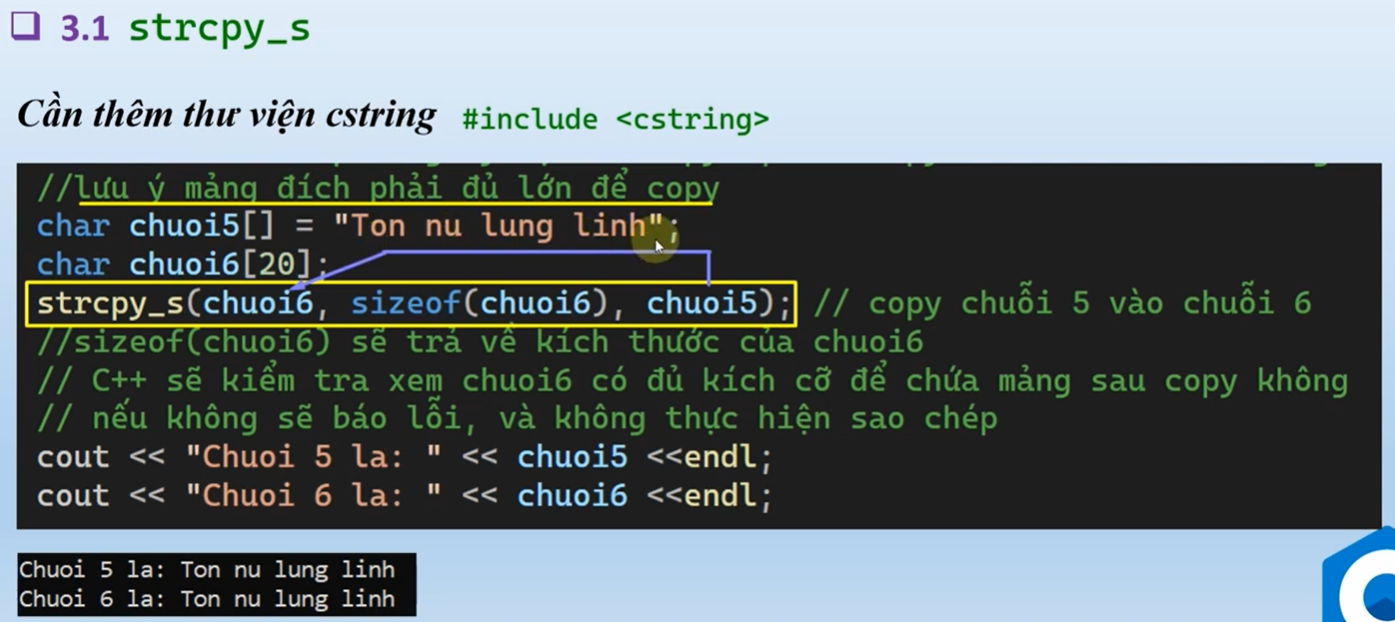 3.1 strcpy_s
Cần thêm thư viện cstring #include <cstring>
//lưu ý mảng đích phải đủ lớn để copy
char chuoi5[] = "Ton nu lung linh";
char chuoi6[20];
strcpy_s(chuoi6, sizeof(chuoi6), chuoi5); // copy chuỗi 5 vào chuỗi 6
//sizeof(chuoi6) sẽ trả về kích thước của chuoi6
// C++ sẽ kiểm tra xem chuoi6 có đủ kích cỡ để chứa mảng sau copy không
// nếu không sẽ báo lỗi, và không thực hiện sao chép
cout << "Chuoi 5 la: " << chuoi5 <<endl;
cout << "Chuoi 6 la: " << chuoi6 <<endl;
Chuoi 5 la: Ton nu lung linh
Chuoi 6 la: Ton nu lung linh